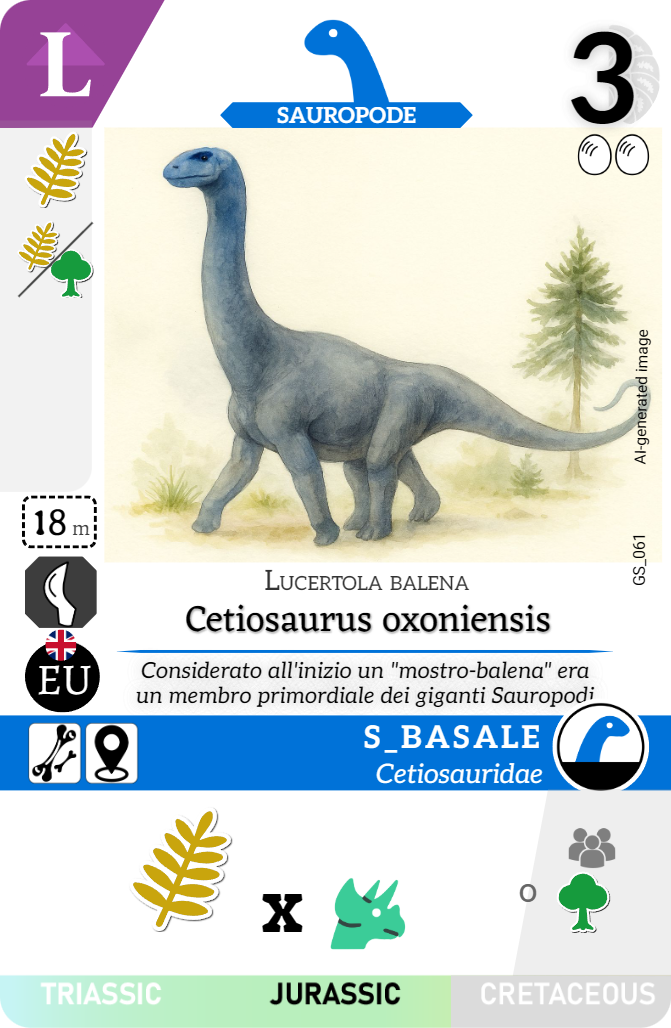 L
SAUROPODE
3
AI-generated image
18 m
GS_061
LUCERTOLA BALENA
Cetiosaurus oxoniensis
EU
Considerato all'inizio un "mostro-balena" era
un membro primordiale dei giganti Sauropodi
S_BASALE
Cetiosauridae
x
o
TRIASSIC JURASSIC CRETACEOUS